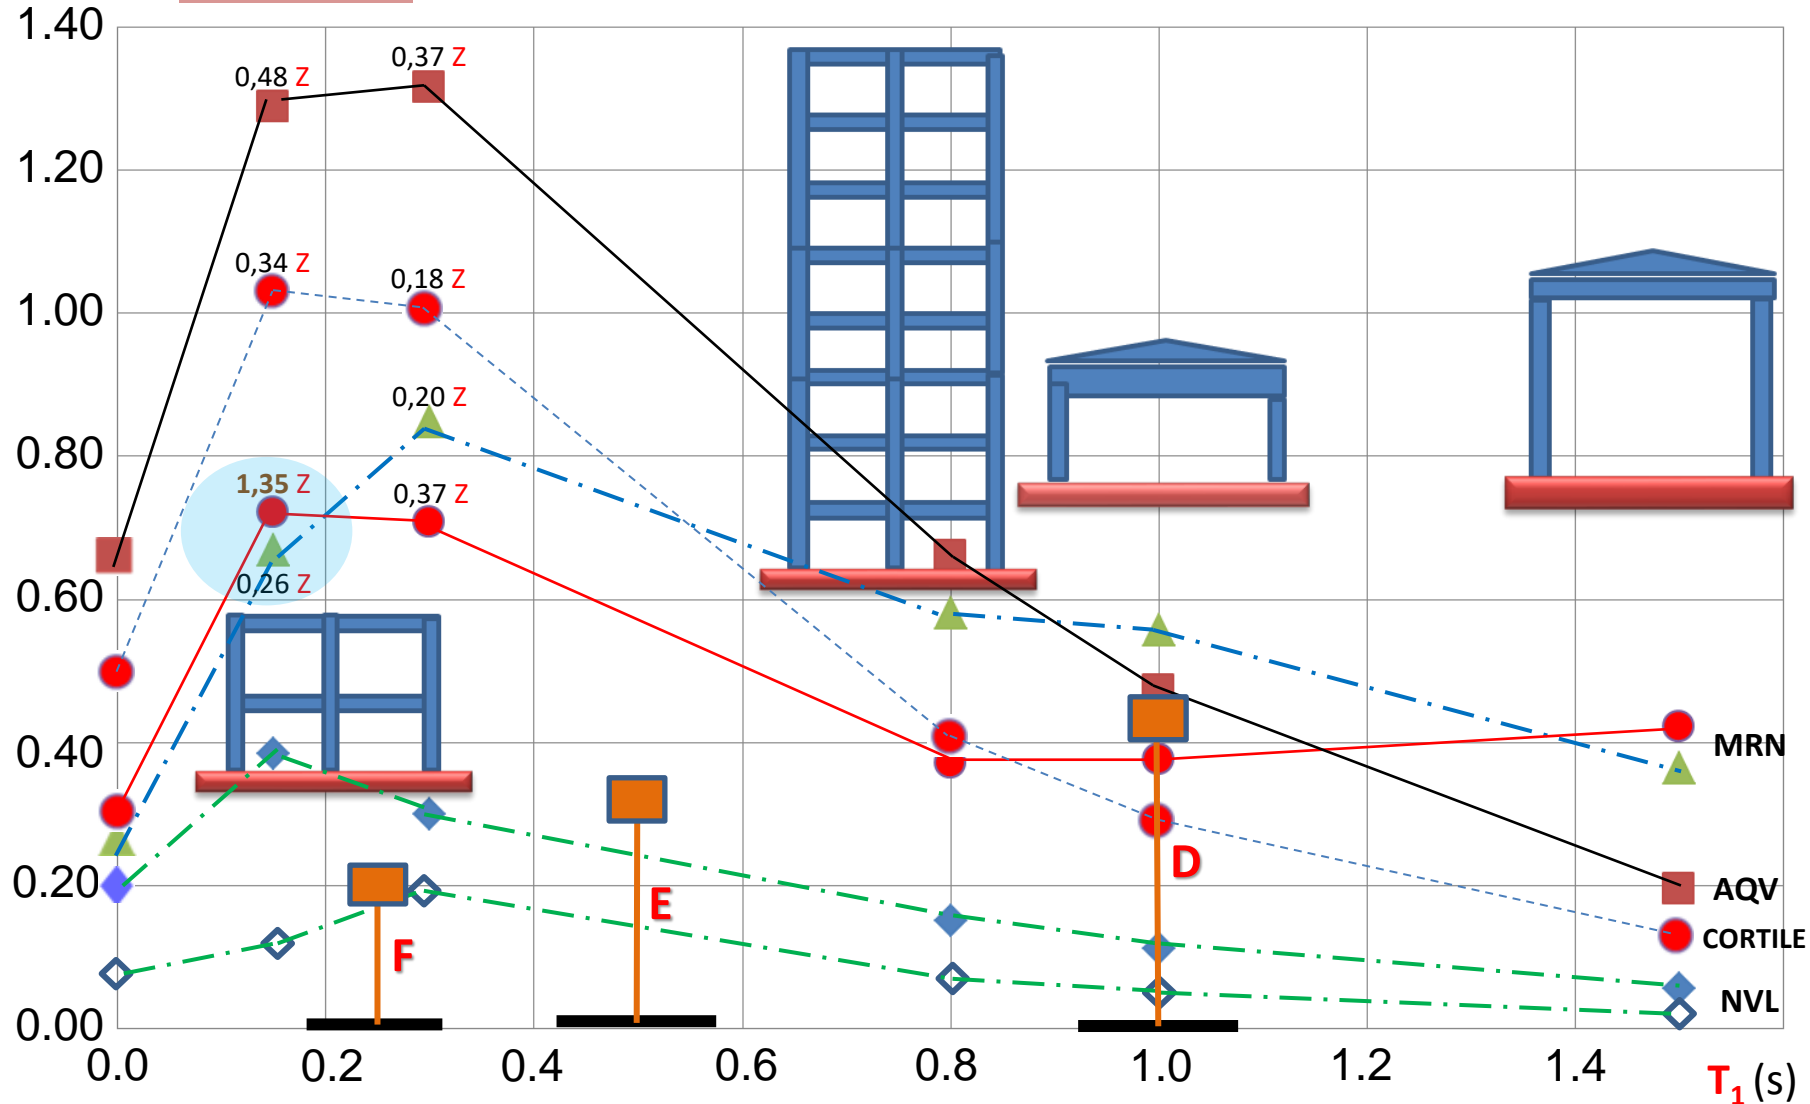 1.40
1.20
1.00
0.80
0.60
0.40
0.20
0.00
0,48 Z
0,37 Z
0,34 Z
0,18 Z
0,20 Z
1,35 Z
0,37 Z
0,26 Z
MRN
AQV
CORTILE
NVL
D
E
F
0.0 0.2 0.4 0.6 0.8 1.0 1.2 1.4
T1 (s)